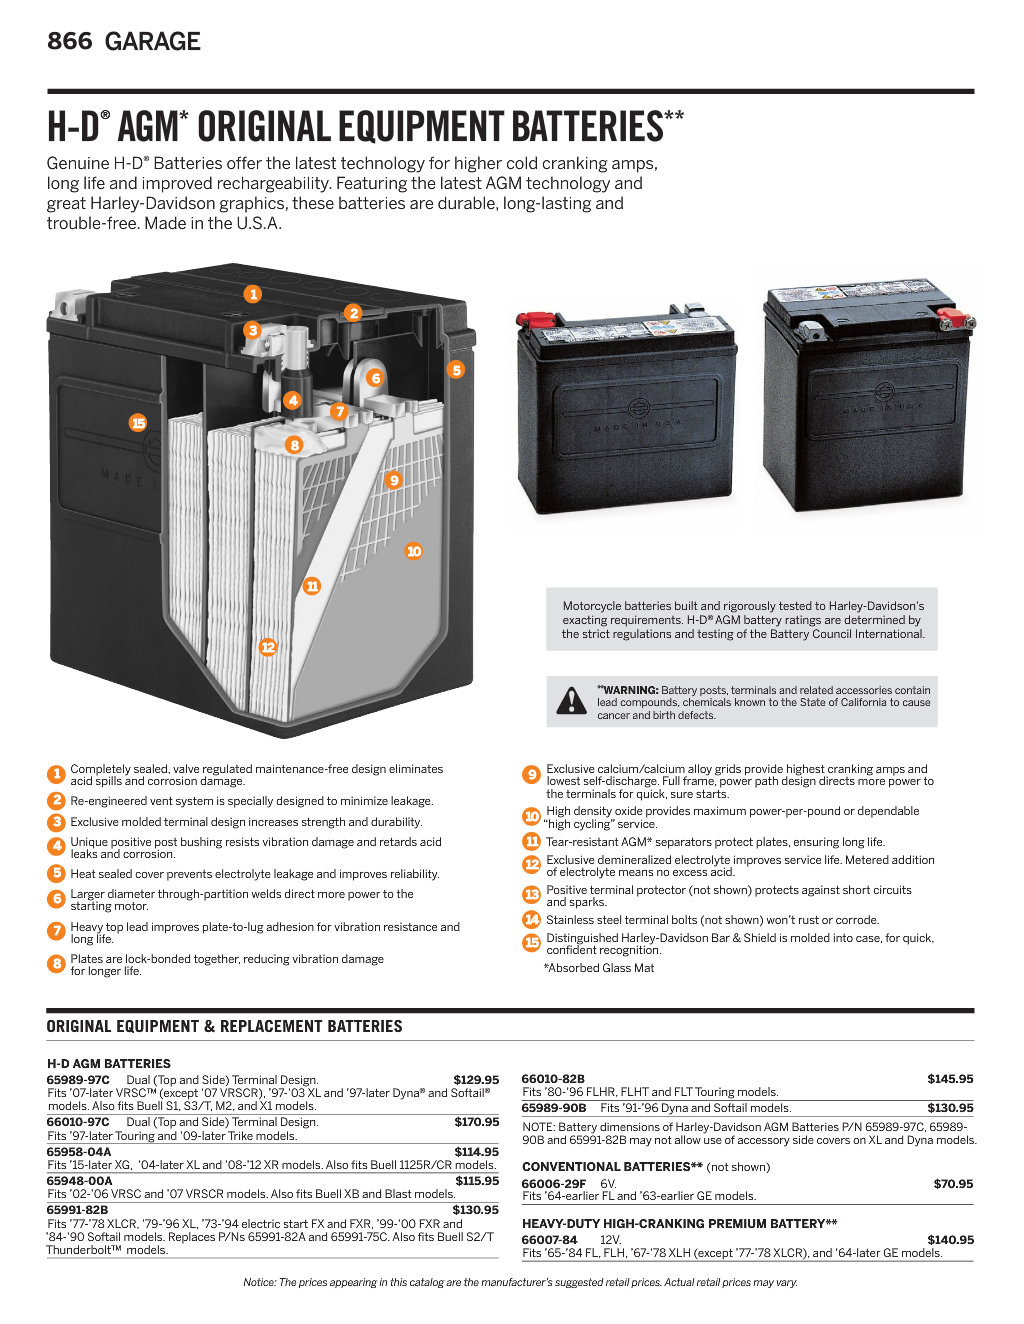 866 GARAGE
H-D® AGM* ORIGINAL EQUIPMENT BATTERIES**
Genuine H-D® Batteries offer the latest technology for higher cold cranking amps,
long life and improved rechargeability. Featuring the latest AGM technology and
great Harley-Davidson graphics, these batteries are durable, long-lasting and
trouble-free. Made in the U.S.A.
1
2
3
4
5
6
7
8
9
10
11
12
15
MADE
MADE IN USA
MADE IN USA
Motorcycle batteries built and rigorously tested to Harley-Davidson's
exacting requirements. H-D® AGM battery ratings are determined by
the strict regulations and testing of the Battery Council International.
**WARNING: Battery posts, terminals and related accessories contain
lead compounds, chemicals known to the State of California to cause
cancer and birth defects.
1 Completely sealed, valve regulated maintenance-free design eliminates
acid spills and corrosion damage.
2 Re-engineered vent system is specially designed to minimize leakage.
3 Exclusive molded terminal design increases strength and durability.
4 Unique positive post bushing resists vibration damage and retards acid
leaks and corrosion.
5 Heat sealed cover prevents electrolyte leakage and improves reliability.
6 Larger diameter through-partition welds direct more power to the
starting motor.
7 Heavy top lead improves plate-to-lug adhesion for vibration resistance and
long life.
8 Plates are lock-bonded together, reducing vibration damage
for longer life.
9 Exclusive calcium/calcium alloy grids provide highest cranking amps and
lowest self-discharge. Full frame, power path design directs more power to
the terminals for quick, sure starts.
10 High density oxide provides maximum power-per-pound or dependable
“high cycling” service.
11 Tear-resistant AGM* separators protect plates, ensuring long life.
12 Exclusive demineralized electrolyte improves service life. Metered addition
of electrolyte means no excess acid.
13 Positive terminal protector (not shown) protects against short circuits
and sparks.
14 Stainless steel terminal bolts (not shown) won't rust or corrode.
15 Distinguished Harley-Davidson Bar & Shield is molded into case, for quick,
confident recognition.
*Absorbed Glass Mat
ORIGINAL EQUIPMENT & REPLACEMENT BATTERIES
H-D AGM BATTERIES
65989-97C Dual (Top and Side) Terminal Design. $129.95
Fits '07-later VRSC™ (except '07 VRSCR), '97-'03 XL and '97-later Dyna® and Softail®
models. Also fits Buell S1, S3/T, M2, and X1 models.
66010-97C Dual (Top and Side) Terminal Design. $170.95
Fits '97-later Touring and '09-later Trike models.
65958-04A $114.95
Fits '15-later XG, '04-later XL and '08-'12 XR models. Also fits Buell 1125R/CR models.
65948-00A $115.95
Fits '02-'06 VRSC and '07 VRSCR models. Also fits Buell XB and Blast models.
65991-82B $130.95
Fits '77-'78 XLCR, '79-'96 XL, '73-'94 electric start FX and FXR, '99-'00 FXR and
'84-'90 Softail models. Replaces P/Ns 65991-82A and 65991-75C. Also fits Buell S2/T
Thunderbolt™ models.
66010-82B $145.95
Fits '80-'96 FLHR, FLHT and FLT Touring models.
65989-90B Fits '91-'96 Dyna and Softail models. $130.95
NOTE: Battery dimensions of Harley-Davidson AGM Batteries P/N 65989-97C, 65989-
90B and 65991-82B may not allow use of accessory side covers on XL and Dyna models.
CONVENTIONAL BATTERIES** (not shown)
66006-29F 6V. $70.95
Fits '64-earlier FL and '63-earlier GE models.
HEAVY-DUTY HIGH-CRANKING PREMIUM BATTERY**
66007-84 12V. $140.95
Fits '65-'84 FL, FLH, '67-'78 XLH (except '77-'78 XLCR), and '64-later GE models.
Notice: The prices appearing in this catalog are the manufacturer's suggested retail prices. Actual retail prices may vary.